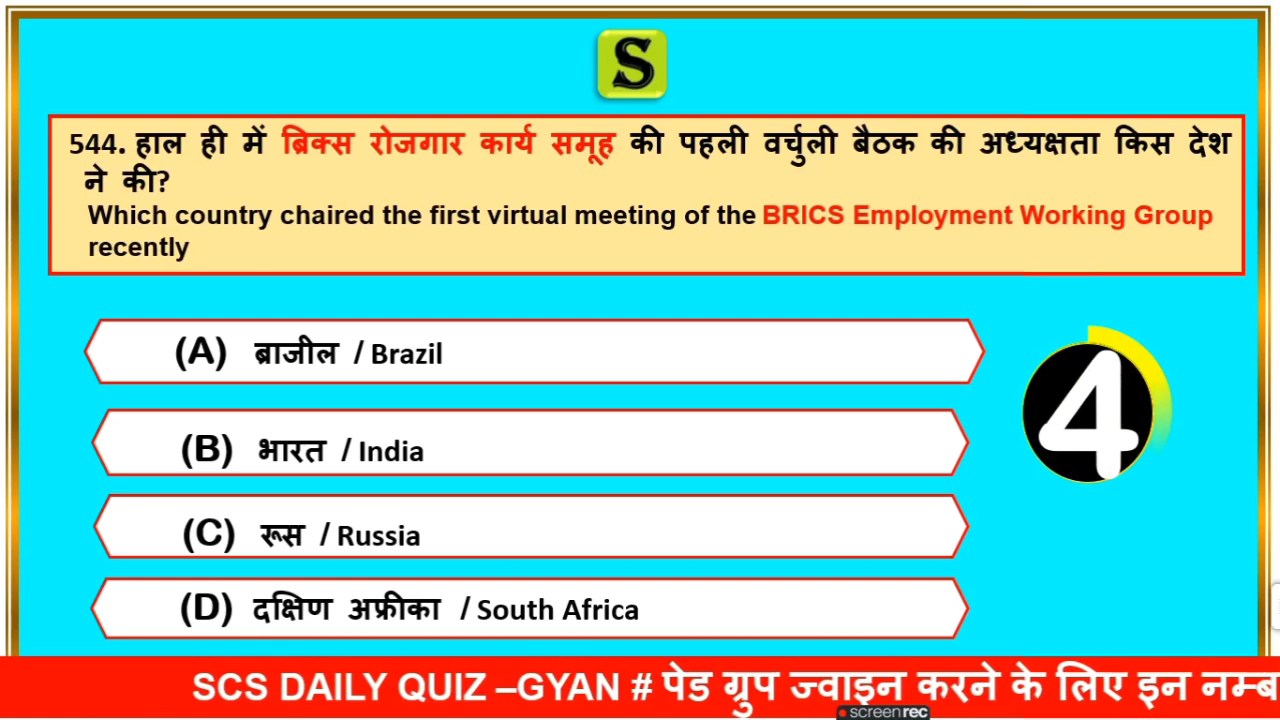 S
544. हाल ही में ब्रिक्स रोजगार कार्य समूह की पहली वर्चुली बैठक की अध्यक्षता किस देश
ने की?
Which country chaired the first virtual meeting of the BRICS Employment Working Group
recently
(A) ब्राजील / Brazil
4
(B) भारत / India
(C) रूस / Russia
(D) दक्षिण अफ्रीका / South Africa
SCS DAILY QUIZ –GYAN # पेड ग्रुप ज्वाइन करने के लिए इन नम्ब
screenrec